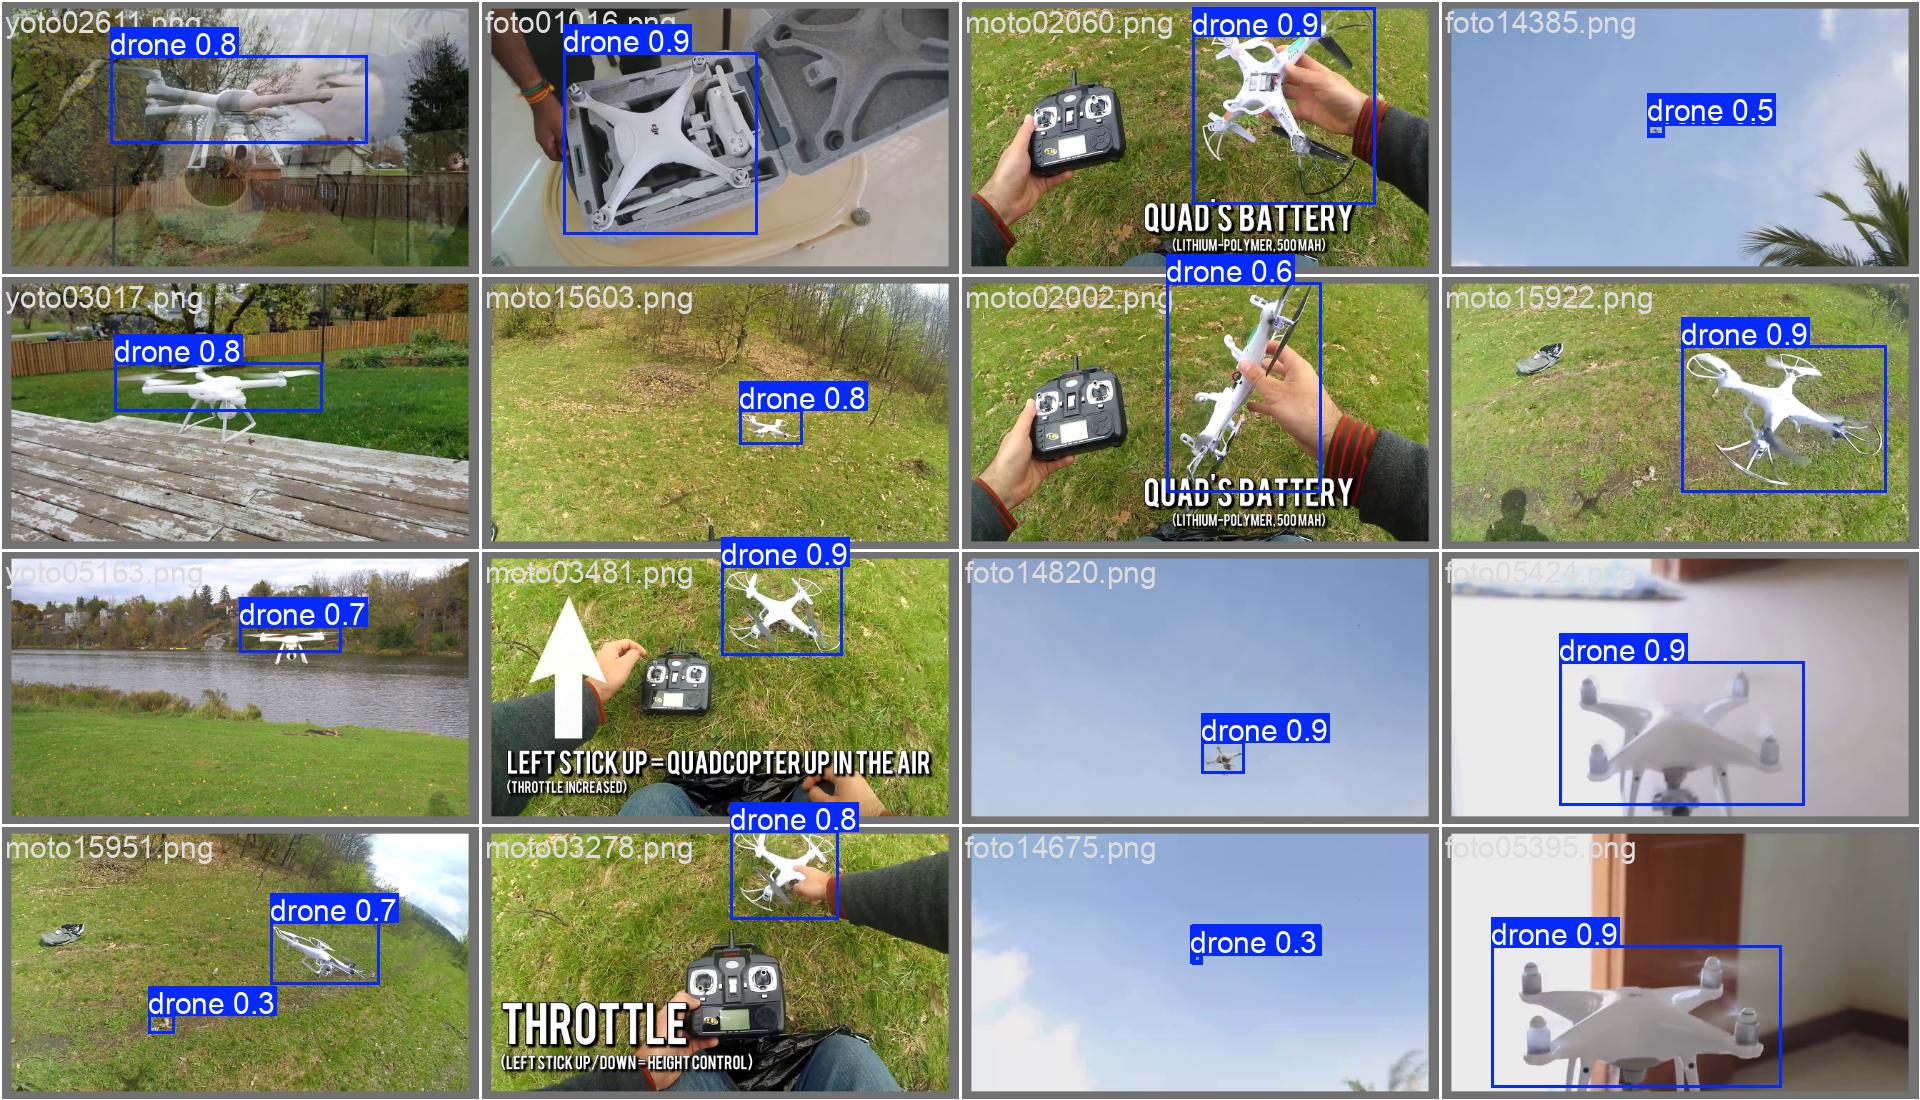 yoto02611.png
drone 0.8
foto01016.png
drone 0.9
moto02060.png
drone 0.9
QUAD'S BATTERY
(LITHIUM-POLYMER, 500 MAH)
foto14385.png
drone 0.5
yoto03017.png
drone 0.8
moto15603.png
drone 0.8
moto02002.png
drone 0.6
QUAD'S BATTERY
(LITHIUM-POLYMER, 500 MAH)
moto15922.png
drone 0.9
yoto05163.png
drone 0.7
moto03481.png
drone 0.9
LEFT STICK UP = QUADCOPTER UP IN THE AIR
(THROTTLE INCREASED)
foto14820.png
drone 0.9
foto05424.png
drone 0.9
moto15951.png
drone 0.7
drone 0.3
moto03278.png
drone 0.8
THROTTLE
(LEFT STICK UP/DOWN = HEIGHT CONTROL)
foto14675.png
drone 0.3
foto05395.png
drone 0.9